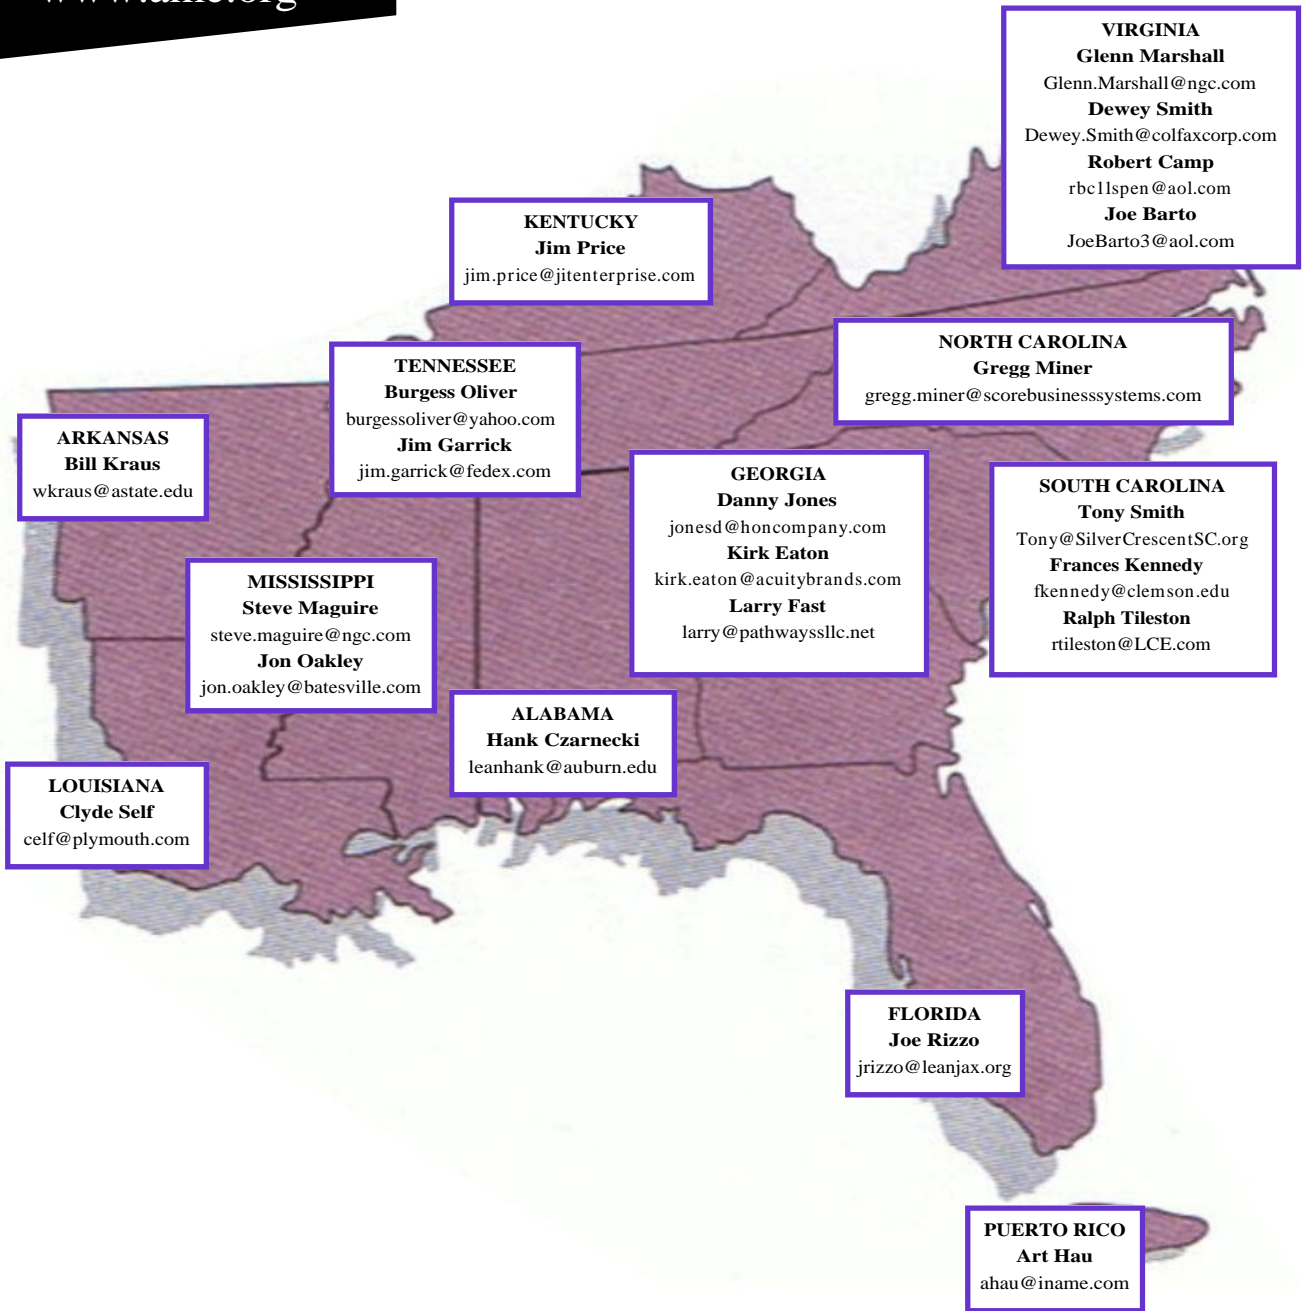 www.ame.org
VIRGINIA
Glenn Marshall
Glenn.Marshall@ngc.com
Dewey Smith
Dewey.Smith@colfaxcorp.com
Robert Camp
rbc1lspen@aol.com
Joe Barto
JoeBarto3@aol.com
KENTUCKY
Jim Price
jim.price@jitenterprise.com
NORTH CAROLINA
Gregg Miner
gregg.miner@scorebusinesssystems.com
TENNESSEE
Burgess Oliver
burgessoliver@yahoo.com
Jim Garrick
jim.garrick@fedex.com
ARKANSAS
Bill Kraus
wkraus@astate.edu
GEORGIA
Danny Jones
jonesd@honcompany.com
Kirk Eaton
kirk.eaton@acuitybrands.com
Larry Fast
larry@pathwayssllc.net
SOUTH CAROLINA
Tony Smith
Tony@SilverCrescentSC.org
Frances Kennedy
fkennedy@clemson.edu
Ralph Tileston
rtileston@LCE.com
MISSISSIPPI
Steve Maguire
steve.maguire@ngc.com
Jon Oakley
jon.oakley@batesville.com
ALABAMA
Hank Czarnecki
leanhank@auburn.edu
LOUISIANA
Clyde Self
celf@plymouth.com
FLORIDA
Joe Rizzo
jrizzo@leanjax.org
PUERTO RICO
Art Hau
ahau@iname.com